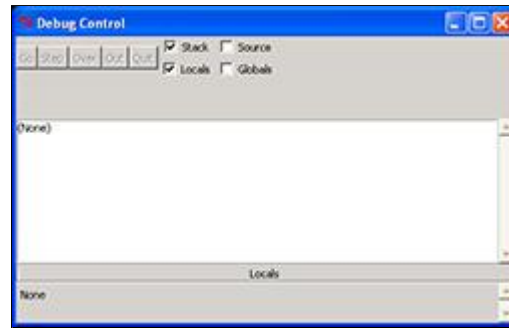 Debug Control
Go Step Over Out Quit
Stack Source
Locals Globals
(None)
Locals
None